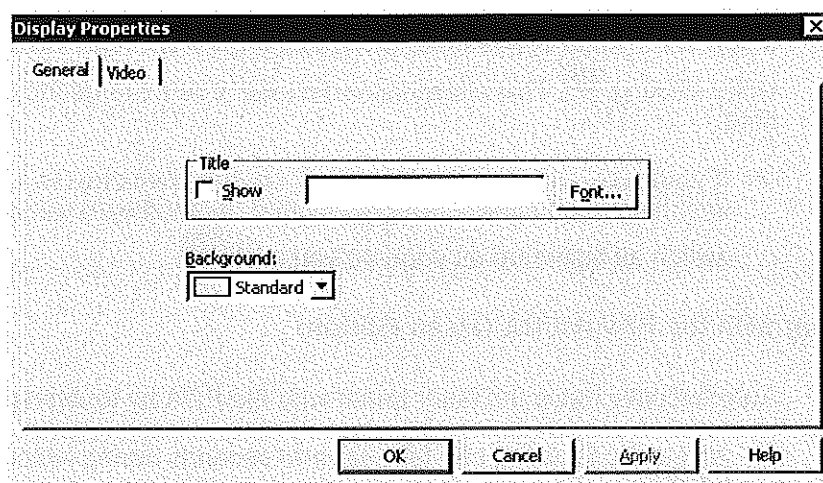 Display Properties
General Video
Title
Show Font...
Background:
Standard
OK Cancel Apply Help